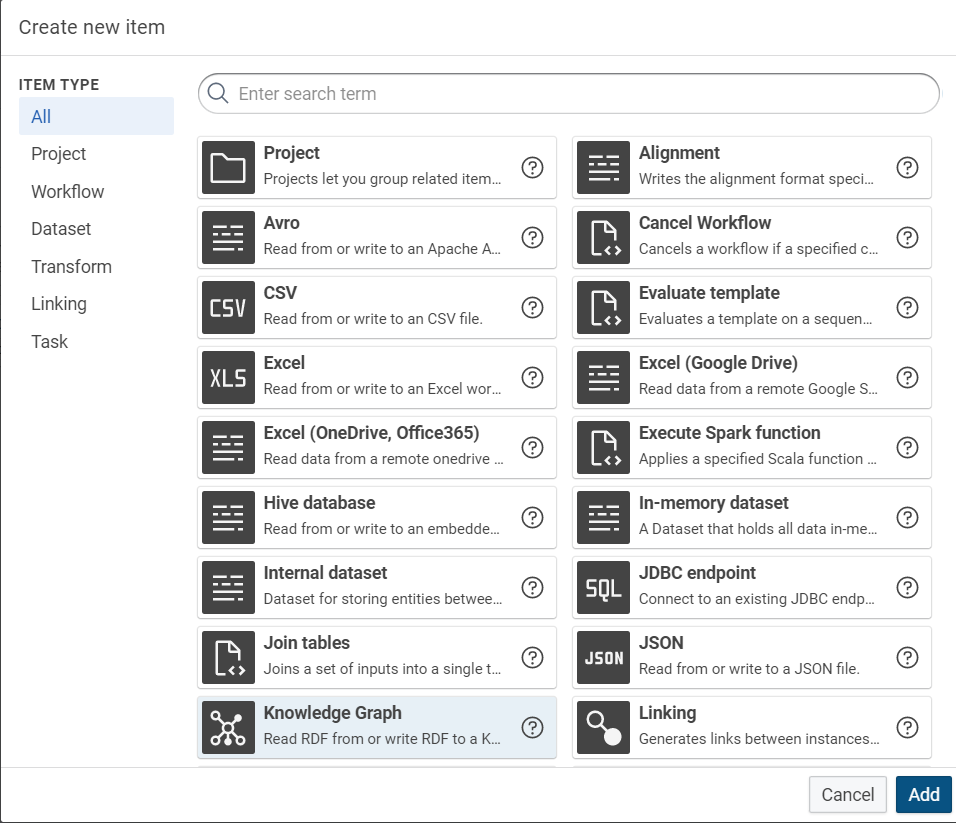 Create new item
ITEM TYPE
All
Project
Workflow
Dataset
Transform
Linking
Task
Enter search term
Project
Projects let you group related item...
Alignment
Writes the alignment format speci...
Avro
Read from or write to an Apache A...
Cancel Workflow
Cancels a workflow if a specified c...
CSV
CSV
Read from or write to an CSV file.
Evaluate template
Evaluates a template on a sequen...
XLS
Excel
Read from or write to an Excel wor...
Excel (Google Drive)
Read data from a remote Google S...
Excel (OneDrive, Office365)
Read data from a remote onedrive ...
Execute Spark function
Applies a specified Scala function ...
Hive database
Read from or write to an embedde...
In-memory dataset
A Dataset that holds all data in-me...
Internal dataset
Dataset for storing entities betwee...
SQL
JDBC endpoint
Connect to an existing JDBC endp...
Join tables
Joins a set of inputs into a single t...
JSON
JSON
Read from or write to a JSON file.
Knowledge Graph
Read RDF from or write RDF to a K...
Linking
Generates links between instances...
Cancel
Add